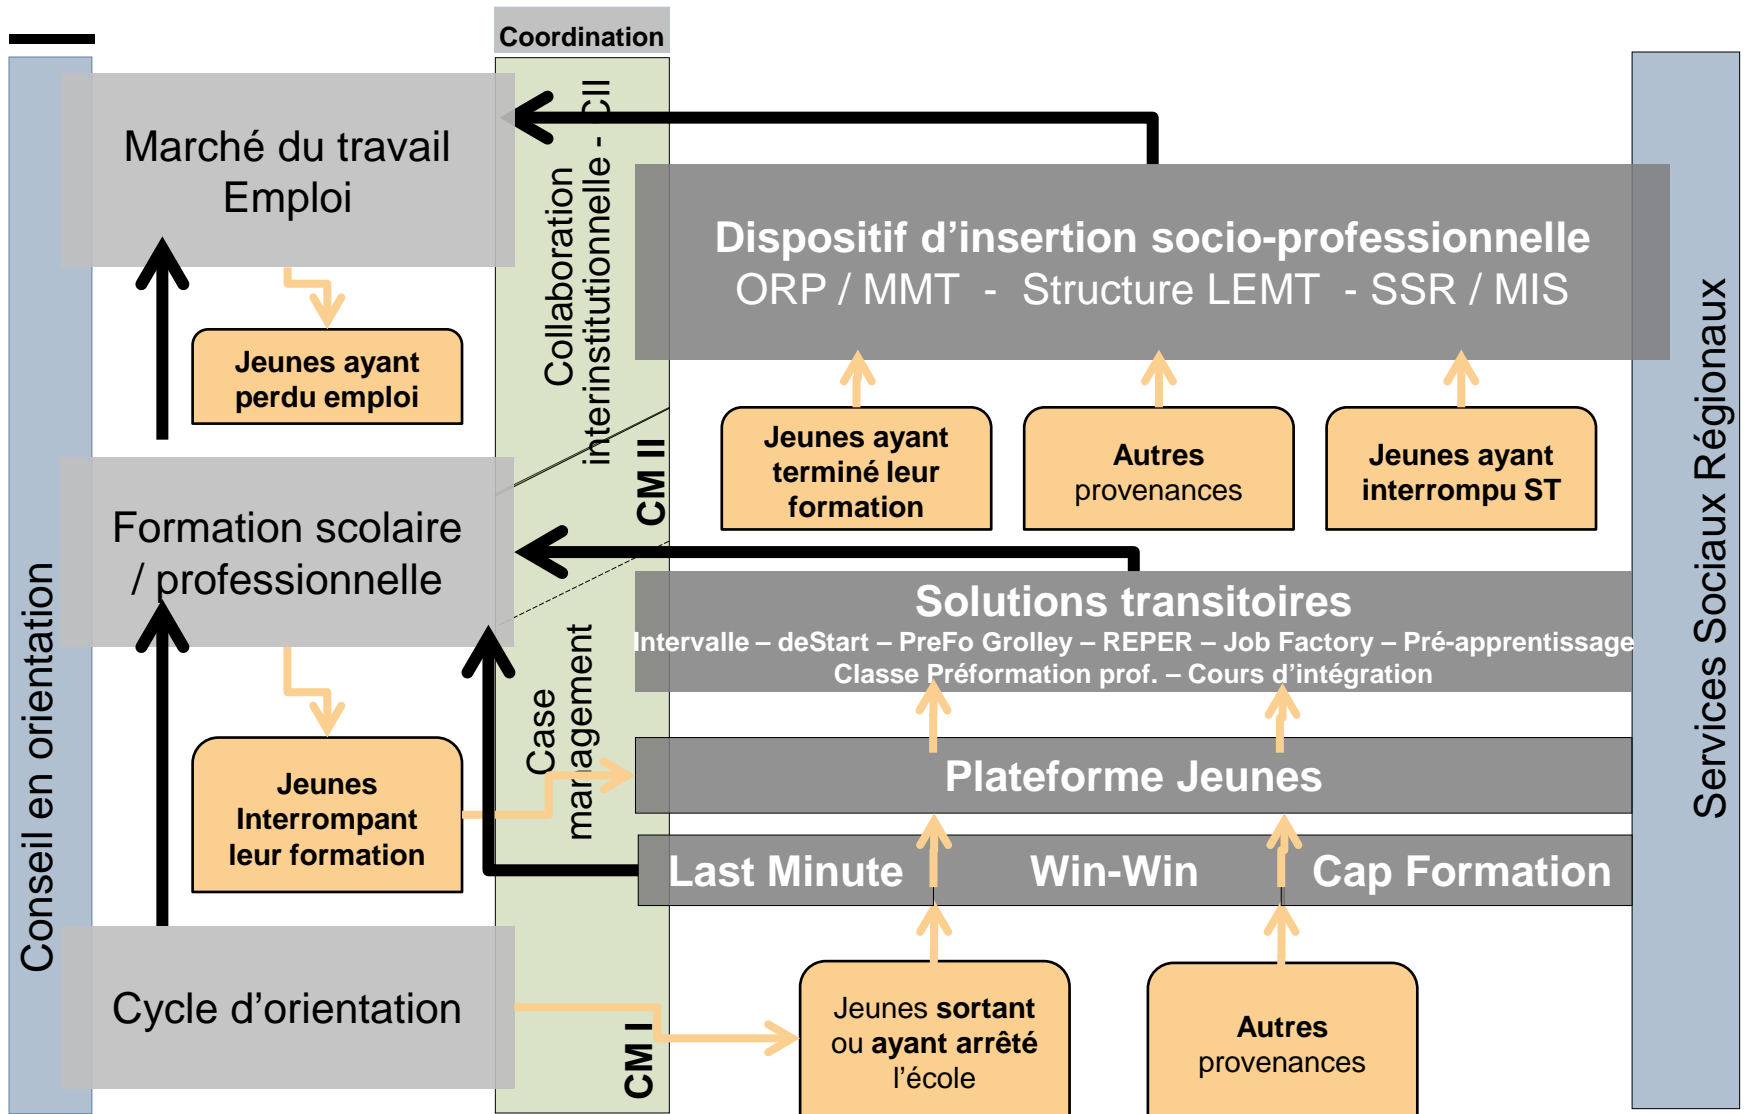 Coordination
Conseil en orientation
Marché du travail
Emploi
Jeunes ayant
perdu emploi
Formation scolaire
/ professionnelle
Jeunes
Interrompant
leur formation
Cycle d’orientation
Collaboration
interinstitutionnelle - CII
CM II
Case
management
CM I
Dispositif d’insertion socio-professionnelle
ORP / MMT - Structure LEMT - SSR / MIS
Jeunes ayant
terminé leur
formation
Autres
provenances
Jeunes ayant
interrompu ST
Solutions transitoires
Intervalle – deStart – PreFo Grolley – REPER – Job Factory – Pré-apprentissage
Classe Préformation prof. – Cours d’intégration
Plateforme Jeunes
Last Minute Win-Win Cap Formation
Jeunes sortant
ou ayant arrêté
l’école
Autres
provenances
Services Sociaux Régionaux